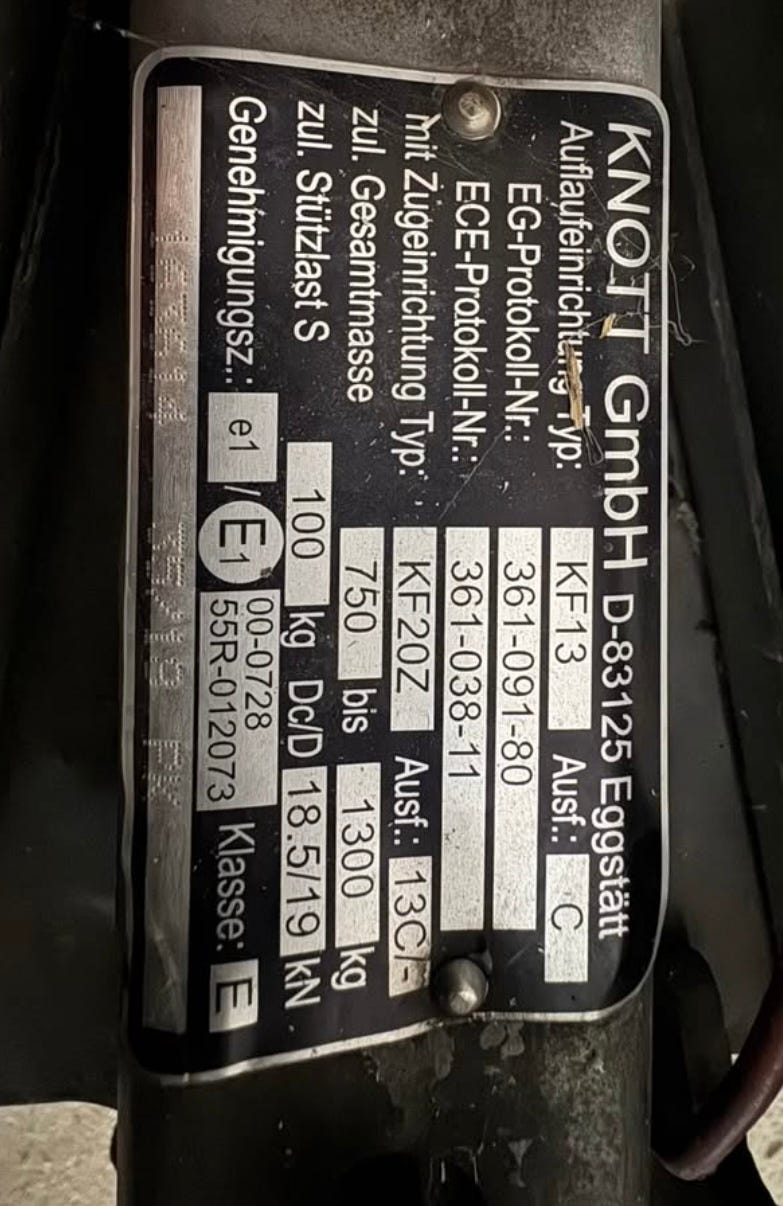 KNOTT GmbH D-83125 Eggstätt
Auflaufeinrichtung Typ: KF13 Ausf.: C
EG-Protokoll-Nr.: 361-091-80
ECE-Protokoll-Nr.: 361-038-11
mit Zugeinrichtung Typ: KF20Z Ausf.: 13C/-
zul. Gesamtmasse 750 bis 1300 kg
zul. Stützlast S 100 kg Dc/D 18.5/19 kN
Genehmigungsz.: e1 / E1 00-0728 Klasse: E
55R-012073